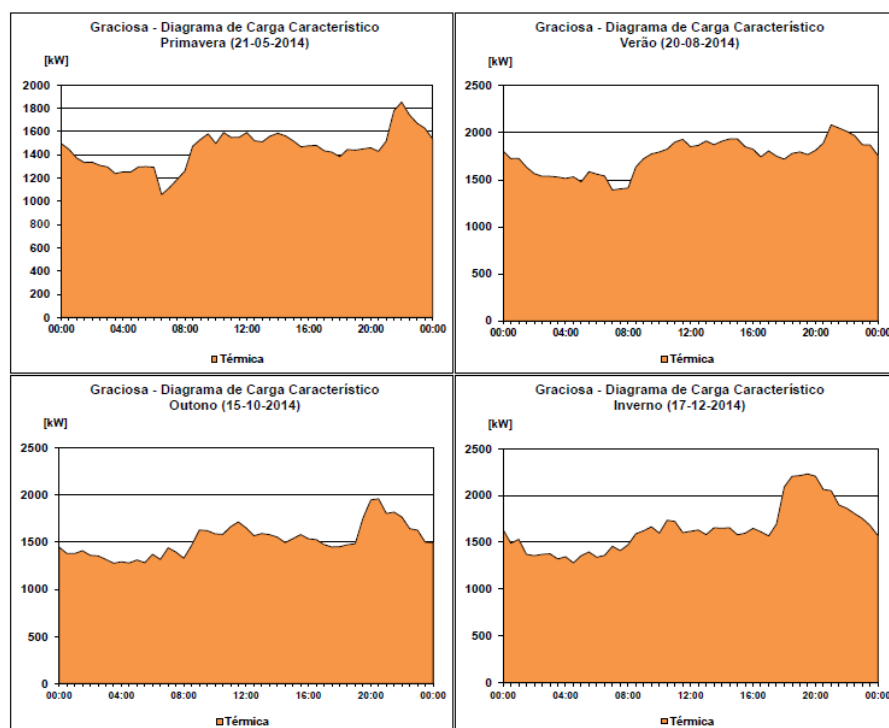 Graciosa - Diagrama de Carga Característico
Primavera (21-05-2014)
[kW]
2000
1800
1600
1400
1200
1000
800
600
400
200
0
00:00 04:00 08:00 12:00 16:00 20:00 00:00
Térmica
Graciosa - Diagrama de Carga Característico
Verão (20-08-2014)
[kW]
2500
2000
1500
1000
500
0
00:00 04:00 08:00 12:00 16:00 20:00 00:00
Térmica
Graciosa - Diagrama de Carga Característico
Outono (15-10-2014)
[kW]
2500
2000
1500
1000
500
0
00:00 04:00 08:00 12:00 16:00 20:00 00:00
Térmica
Graciosa - Diagrama de Carga Característico
Inverno (17-12-2014)
[kW]
2500
2000
1500
1000
500
0
00:00 04:00 08:00 12:00 16:00 20:00 00:00
Térmica